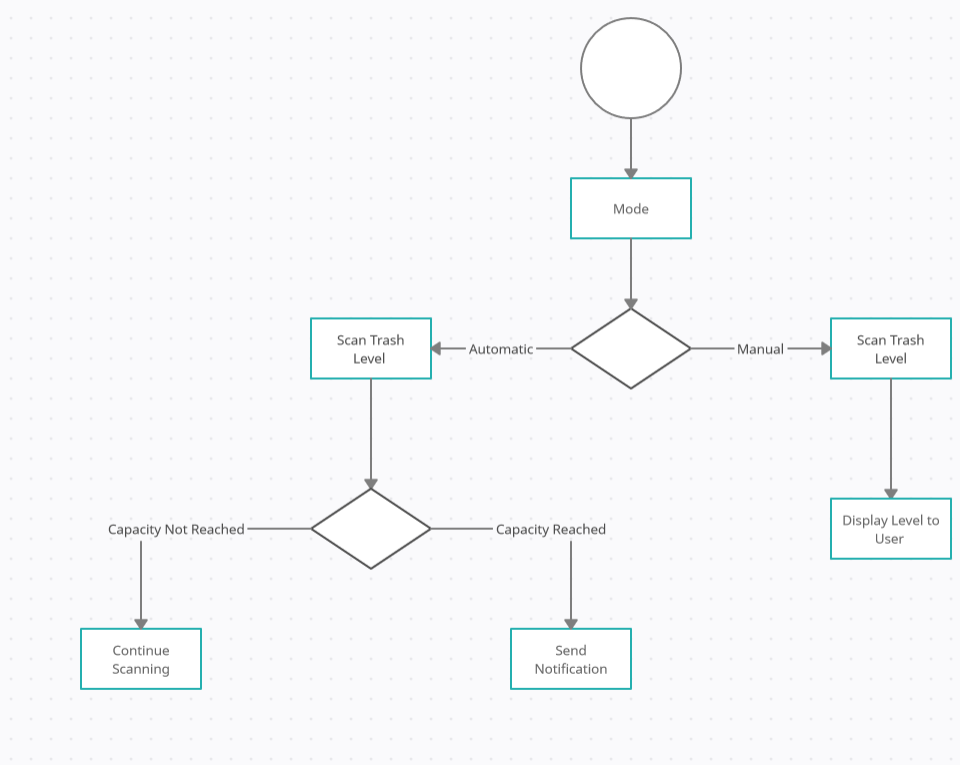 Mode
Scan Trash
Level
Automatic
Manual
Scan Trash
Level
Capacity Not Reached
Capacity Reached
Display Level to
User
Continue
Scanning
Send
Notification